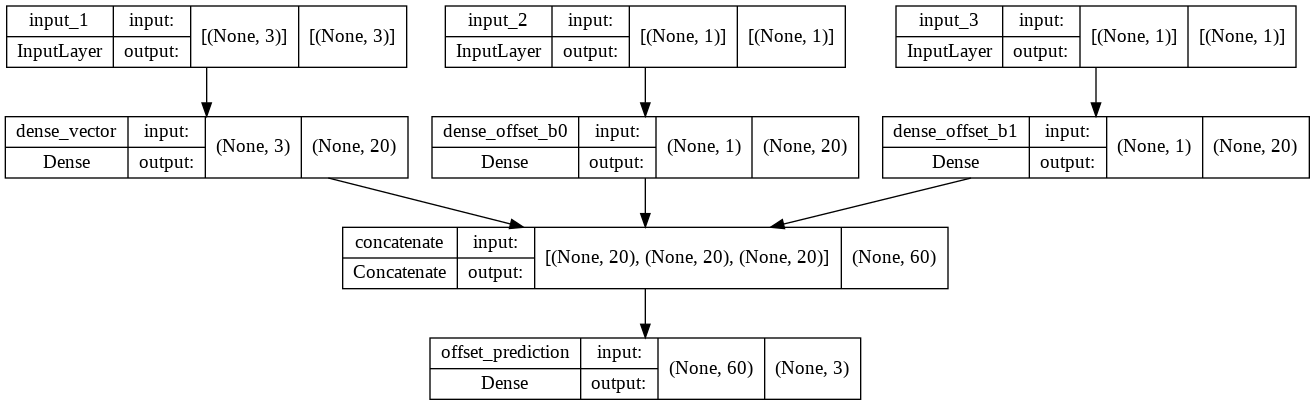 input_1 input: [(None, 3)] [(None, 3)]
InputLayer output:
input_2 input: [(None, 1)] [(None, 1)]
InputLayer output:
input_3 input: [(None, 1)] [(None, 1)]
InputLayer output:
dense_vector input: (None, 3) (None, 20)
Dense output:
dense_offset_b0 input: (None, 1) (None, 20)
Dense output:
dense_offset_b1 input: (None, 1) (None, 20)
Dense output:
concatenate input: [(None, 20), (None, 20), (None, 20)] (None, 60)
Concatenate output:
offset_prediction input: (None, 60) (None, 3)
Dense output: